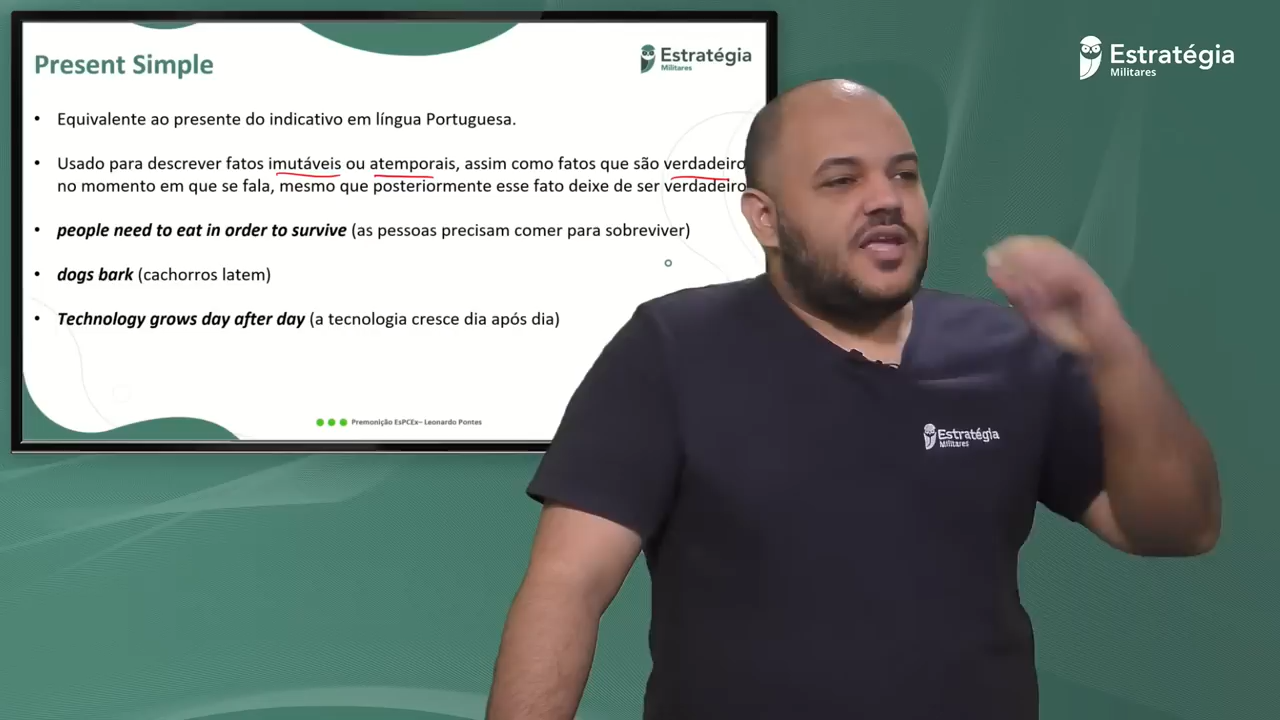 Present Simple
Estratégia
Militares
Estratégia
Militares
• Equivalente ao presente do indicativo em língua Portuguesa.
• Usado para descrever fatos imutáveis ou atemporais, assim como fatos que são verdadeiro
no momento em que se fala, mesmo que posteriormente esse fato deixe de ser verdadeiro
• people need to eat in order to survive (as pessoas precisam comer para sobreviver)
• dogs bark (cachorros latem)
• Technology grows day after day (a tecnologia cresce dia após dia)
Premonição EsPCEx– Leonardo Pontes
Estratégia
Militares